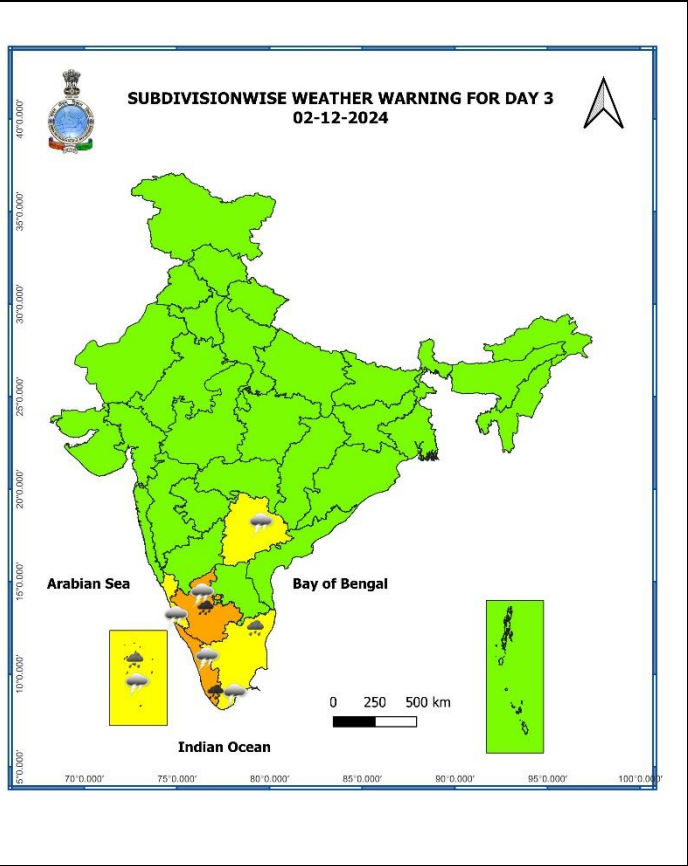 SUBDIVISIONWISE WEATHER WARNING FOR DAY 3
02-12-2024
40°0.000'
35°0.000'
30°0.000'
25°0.000'
20°0.000'
15°0.000'
10°0.000'
5°0.000'
Arabian Sea
Bay of Bengal
0 250 500 km
Indian Ocean
70°0.000' 75°0.000' 80°0.000' 85°0.000' 90°0.000' 95°0.000' 100°0.000'